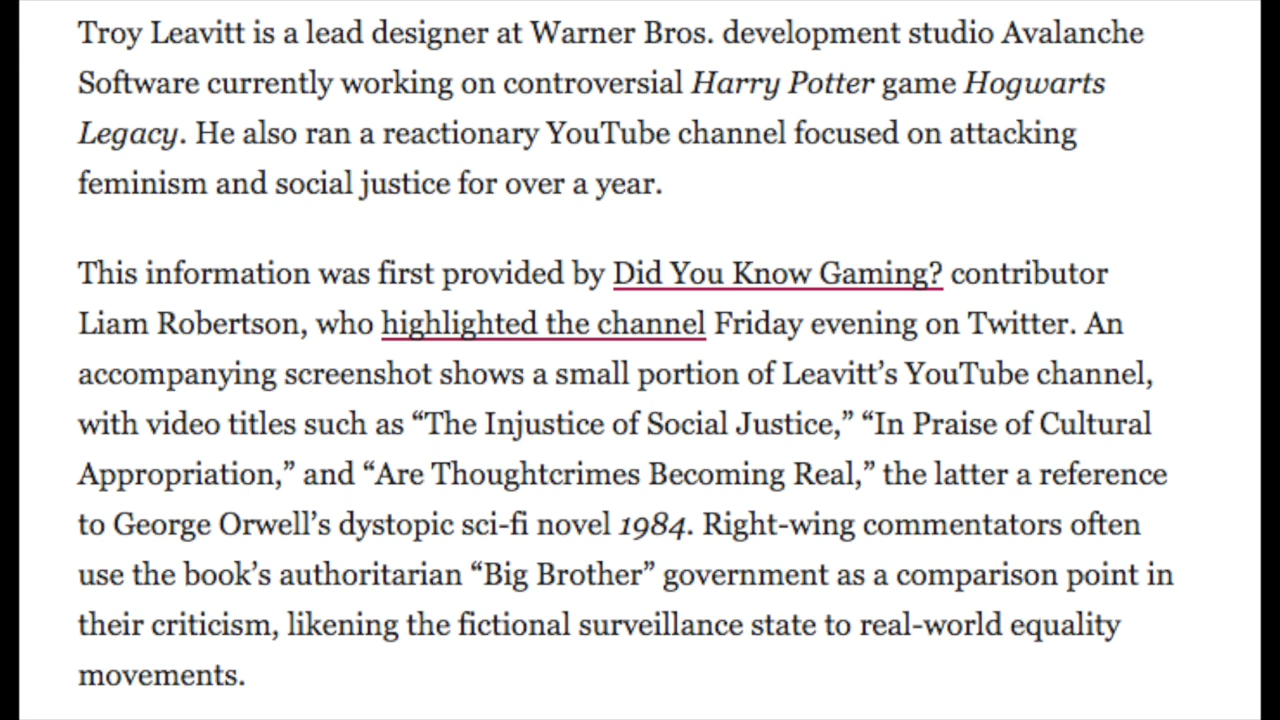 Troy Leavitt is a lead designer at Warner Bros. development studio Avalanche
Software currently working on controversial Harry Potter game Hogwarts
Legacy. He also ran a reactionary YouTube channel focused on attacking
feminism and social justice for over a year.
This information was first provided by Did You Know Gaming? contributor
Liam Robertson, who highlighted the channel Friday evening on Twitter. An
accompanying screenshot shows a small portion of Leavitt’s YouTube channel,
with video titles such as “The Injustice of Social Justice,” “In Praise of Cultural
Appropriation,” and “Are Thoughtcrimes Becoming Real,” the latter a reference
to George Orwell’s dystopic sci-fi novel 1984. Right-wing commentators often
use the book’s authoritarian “Big Brother” government as a comparison point in
their criticism, likening the fictional surveillance state to real-world equality
movements.